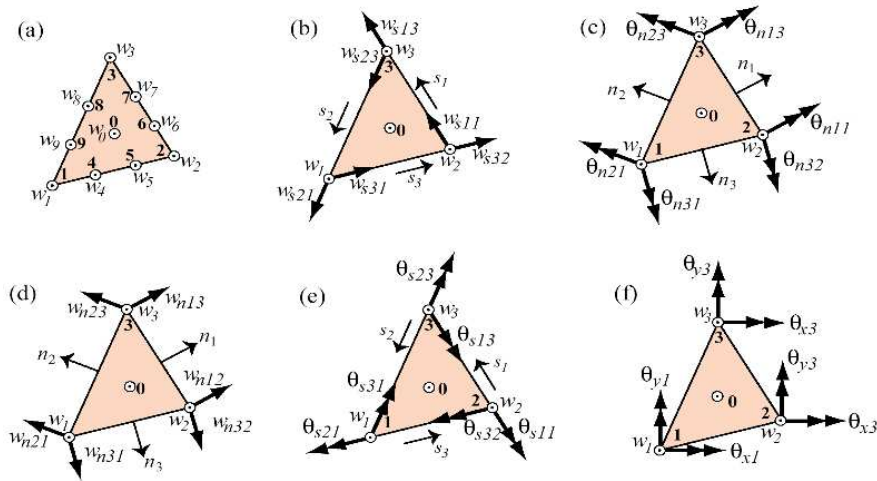 (a)
w3
3
w8
8
7
w7
0
w0
6
w6
w9
9
4
5
2
w2
1
w1
w4
w5
(b)
ws13
ws23
w3
3
s1
s2
0
w1
ws11
w2
ws32
ws31
s3
ws21
(c)
w3
θn23
θn13
3
n1
n2
0
2
θn11
w1
w2
1
θn21
θn32
n3
θn31
(d)
wn23
w3
wn13
3
n1
n2
0
wn12
w1
w2
wn32
wn21
wn31
n3
(e)
θs23
w3
3
θs13
s2
s1
θs31
0
w1
2
w2
1
θs32
θs21
s3
θs11
(f)
θy3
w3
3
θx3
θy1
θy3
0
2
w2
θx3
w1
1
θx1